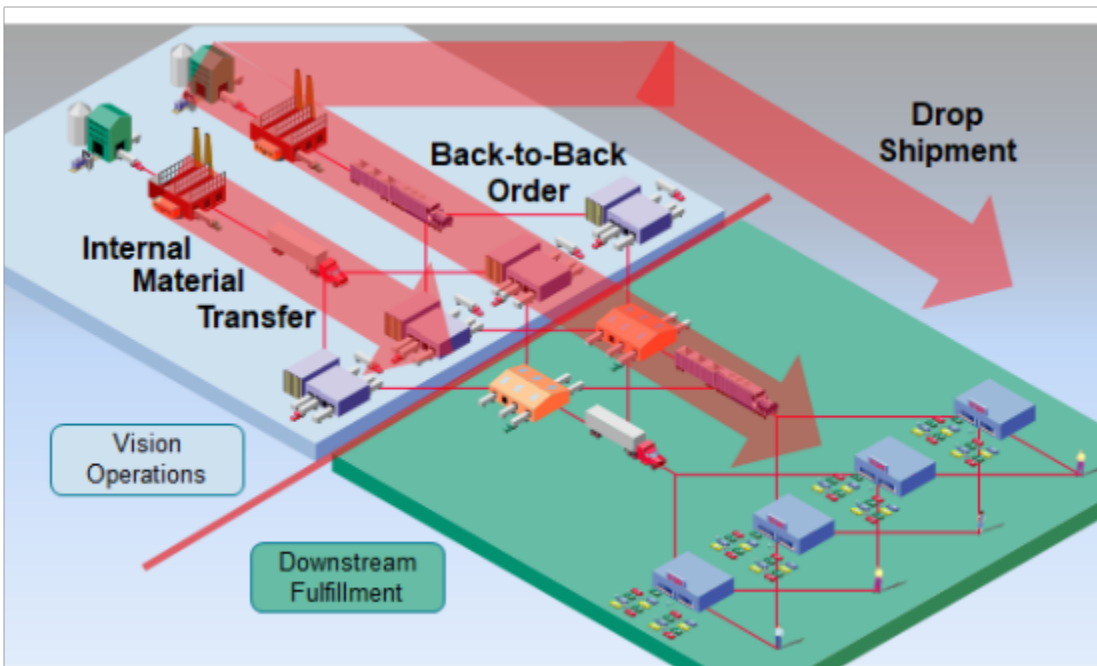 Drop
Shipment
Back-to-Back
Order
Internal
Material
Transfer
Vision
Operations
Downstream
Fulfillment